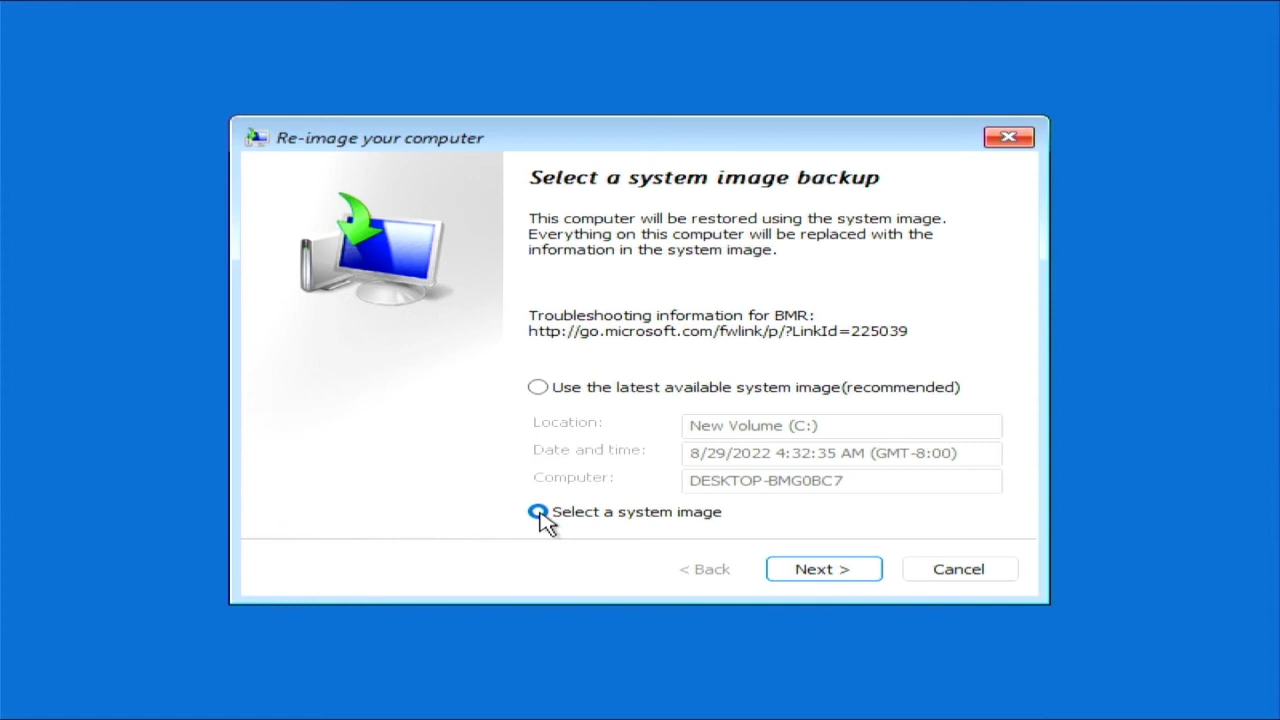 Re-image your computer
Select a system image backup
This computer will be restored using the system image.
Everything on this computer will be replaced with the
information in the system image.
Troubleshooting information for BMR:
http://go.microsoft.com/fwlink/p/?LinkId=225039
Use the latest available system image(recommended)
Location: New Volume (C:)
Date and time: 8/29/2022 4:32:35 AM (GMT-8:00)
Computer: DESKTOP-BMG0BC7
Select a system image
< Back Next > Cancel